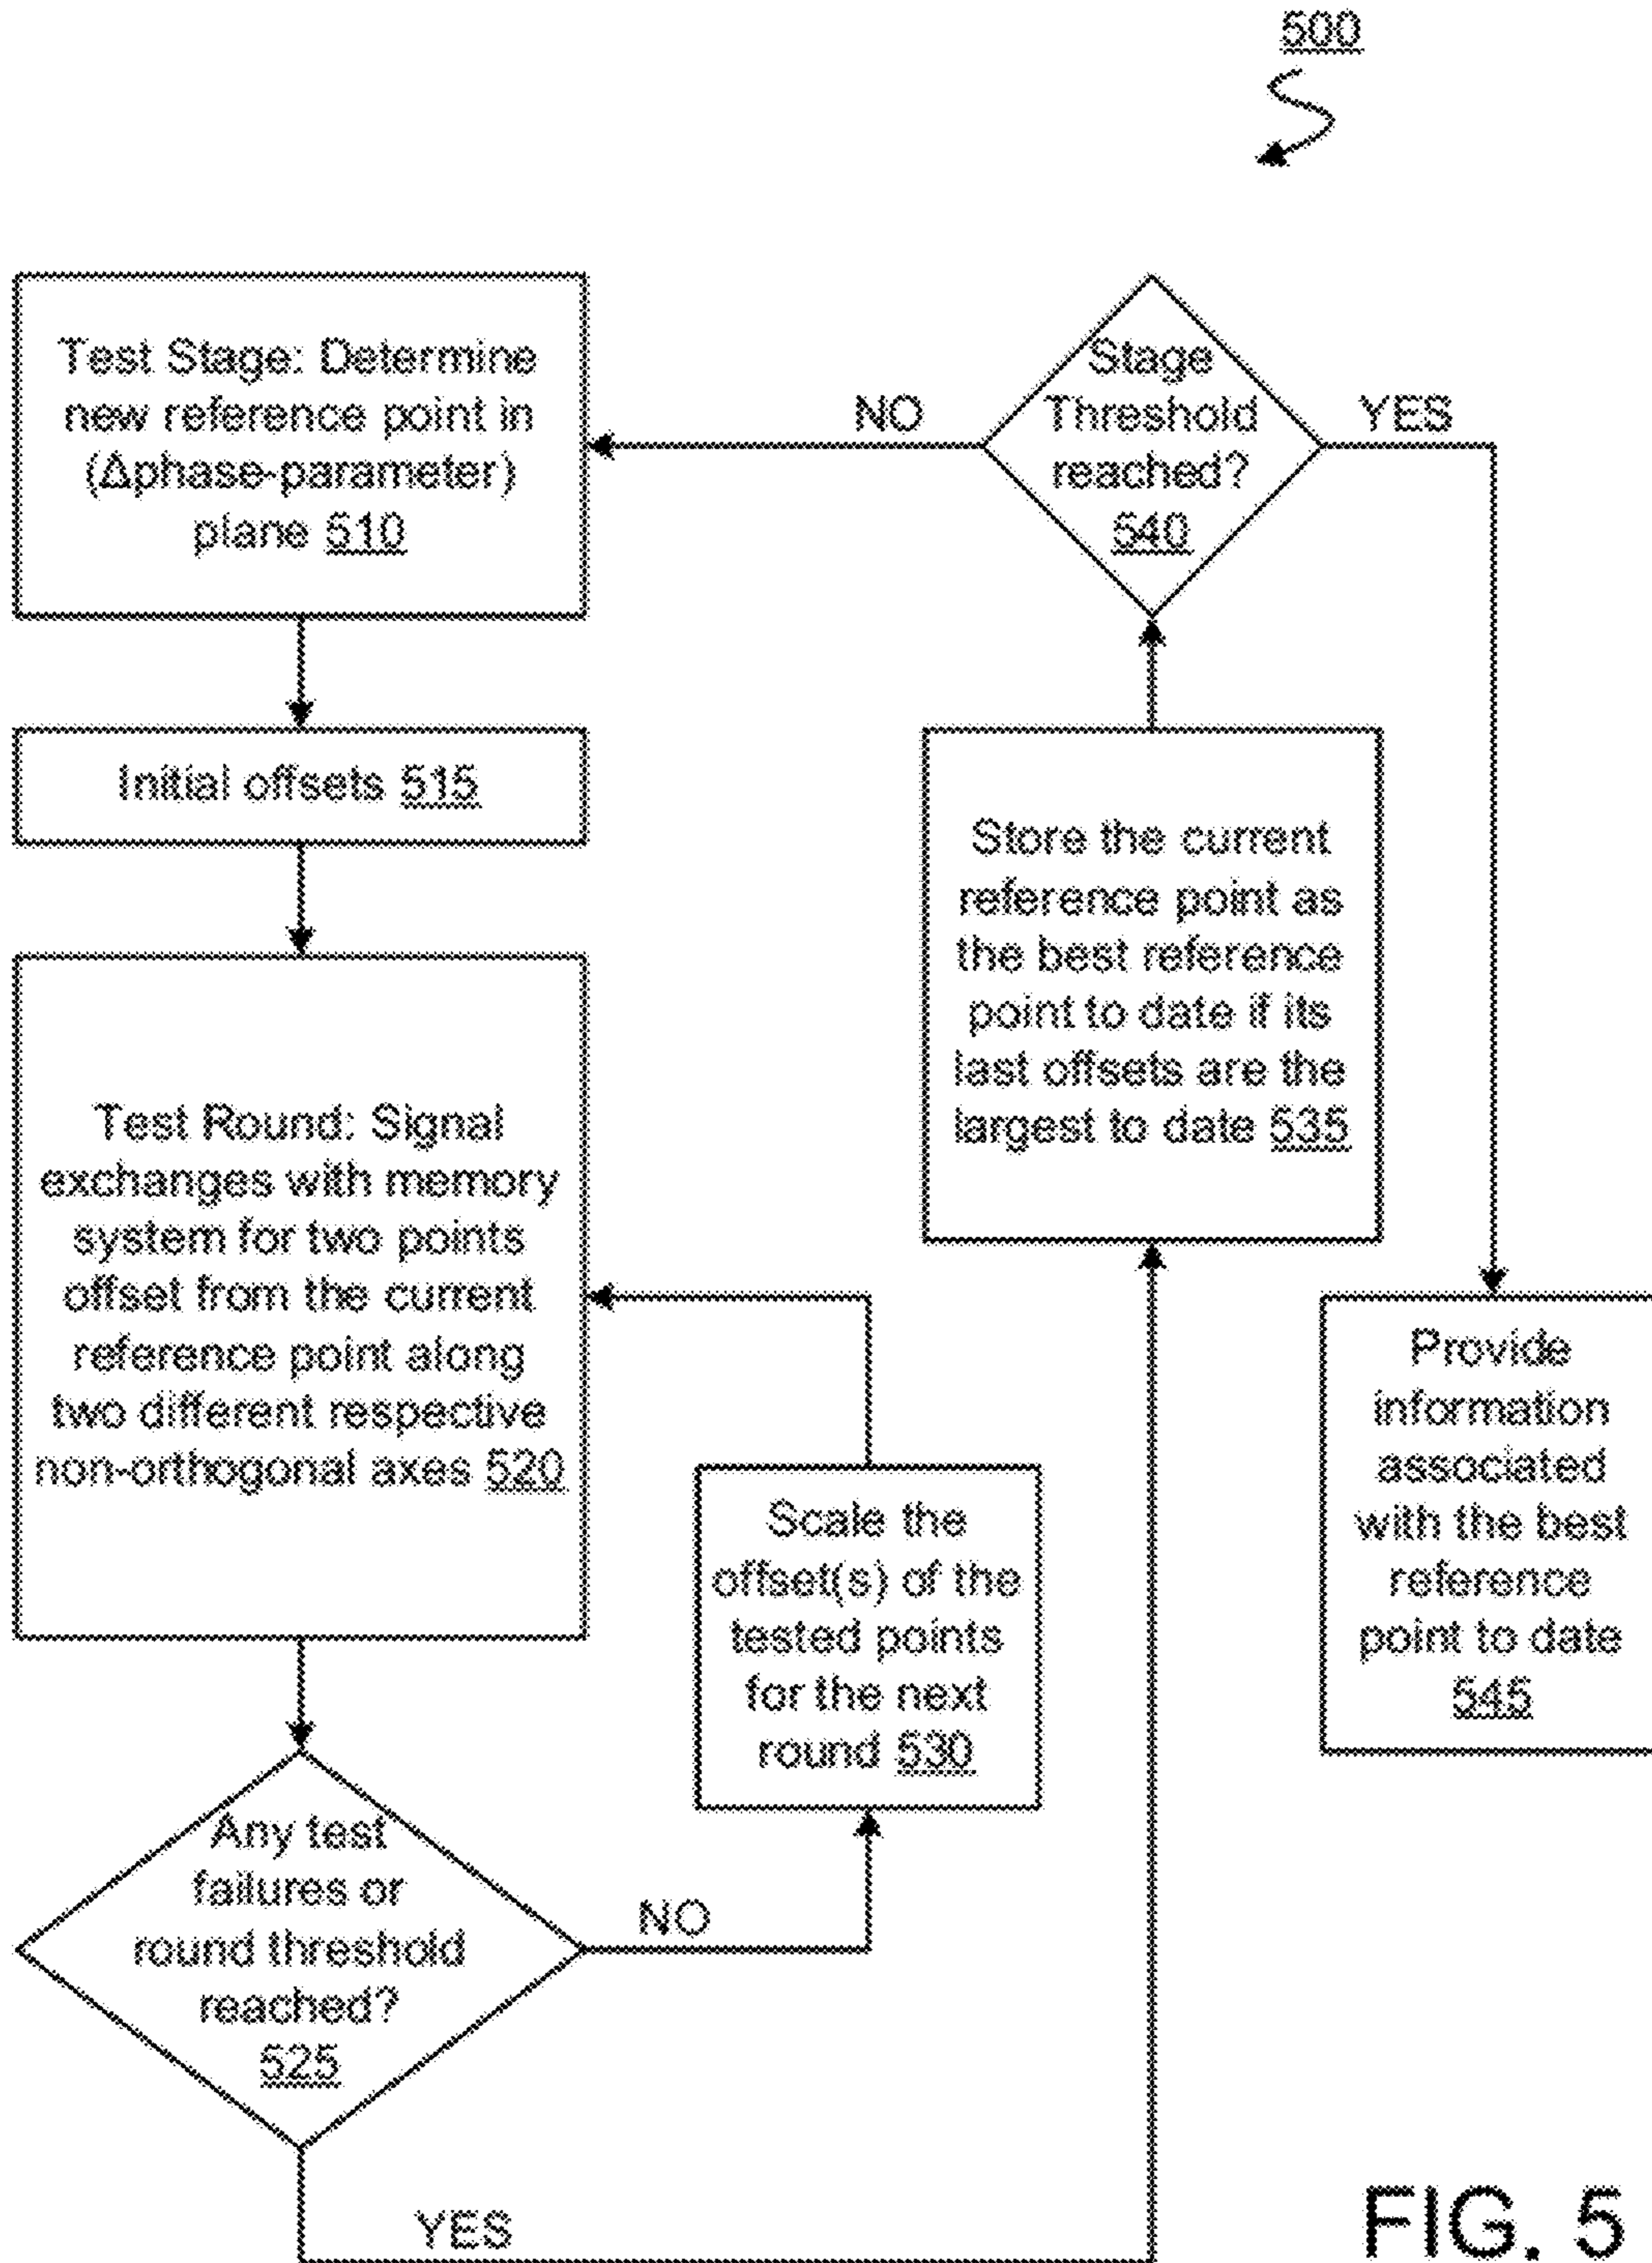 500
Test Stage: Determine
new reference point in
(Δphase-parameter)
plane 510
Initial offsets 515
Test Round: Signal
exchanges with memory
system for two points
offset from the current
reference point along
two different respective
non-orthogonal axes 520
Any test
failures or
round threshold
reached?
525
NO
YES
Scale the
offset(s) of the
tested points
for the next
round 530
Store the current
reference point as
the best reference
point to date if its
last offsets are the
largest to date 535
Stage
Threshold
reached?
540
NO
YES
Provide
information
associated
with the best
reference
point to date
545
FIG. 5